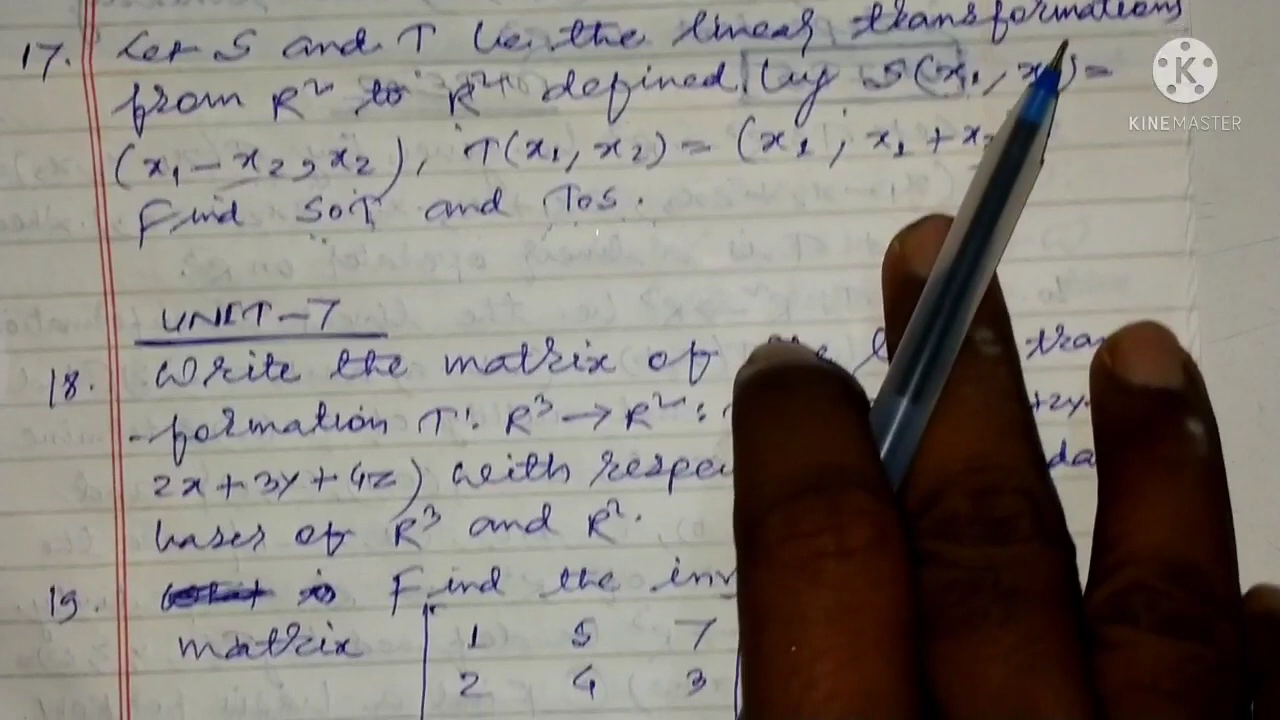 17. Let S and T be the linear transformations
from R² to R² defined by S(x₁, x₂) =
(x₁ - x₂, x₂), T(x₁, x₂) = (x₁, x₁ + x₂
Find SoT and ToS.
K
KINEMASTER
UNIT-7
18. Write the matrix of tran
-formation T: R³ → R²: +2y
2x+3y+4z) with respe da
bases of R³ and R².
19. Find the inv
matrix 1 5 7
2 4 3